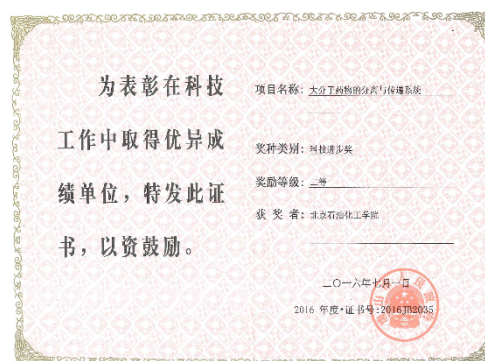 为表彰在科技
工作中取得优异成
绩单位，特发此证
书，以资鼓励。
项目名称：大分子药物的分离与传递系统
奖种类别：科技进步奖
奖励等级：二等
获奖者：北京石油化工学院
二〇一六年七月一日
2016 年度·证书号:2016JB2035